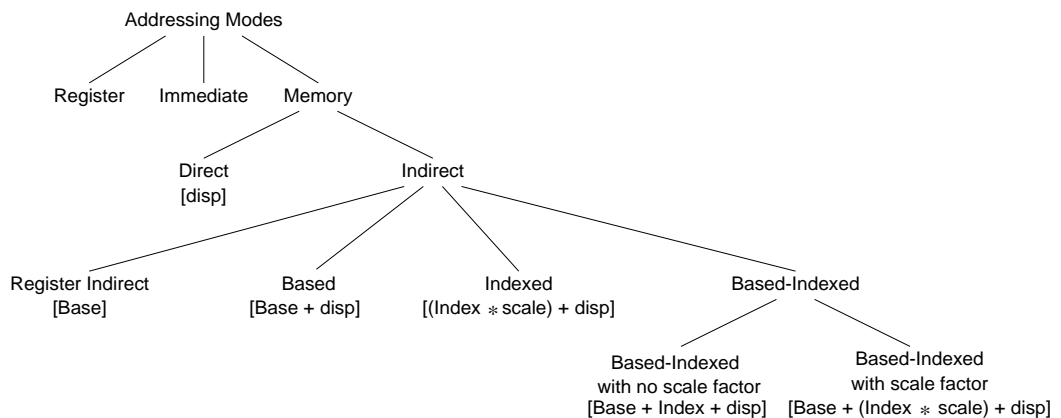 Addressing Modes
Register Immediate Memory
Direct Indirect
[disp]
Register Indirect Based Indexed Based-Indexed
[Base] [Base + disp] [(Index * scale) + disp]
Based-Indexed
with no scale factor
[Base + Index + disp]
Based-Indexed
with scale factor
[Base + (Index * scale) + disp]